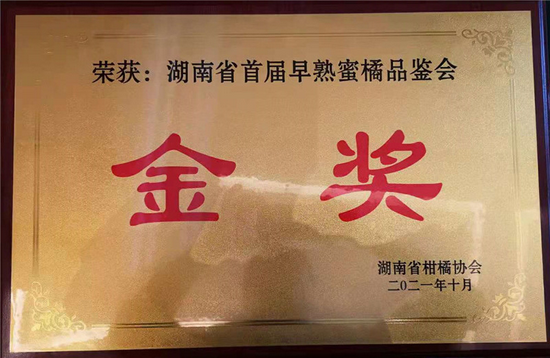 荣获：湖南省首届早熟蜜橘品鉴会
金奖
湖南省柑橘协会
二〇二一年十月